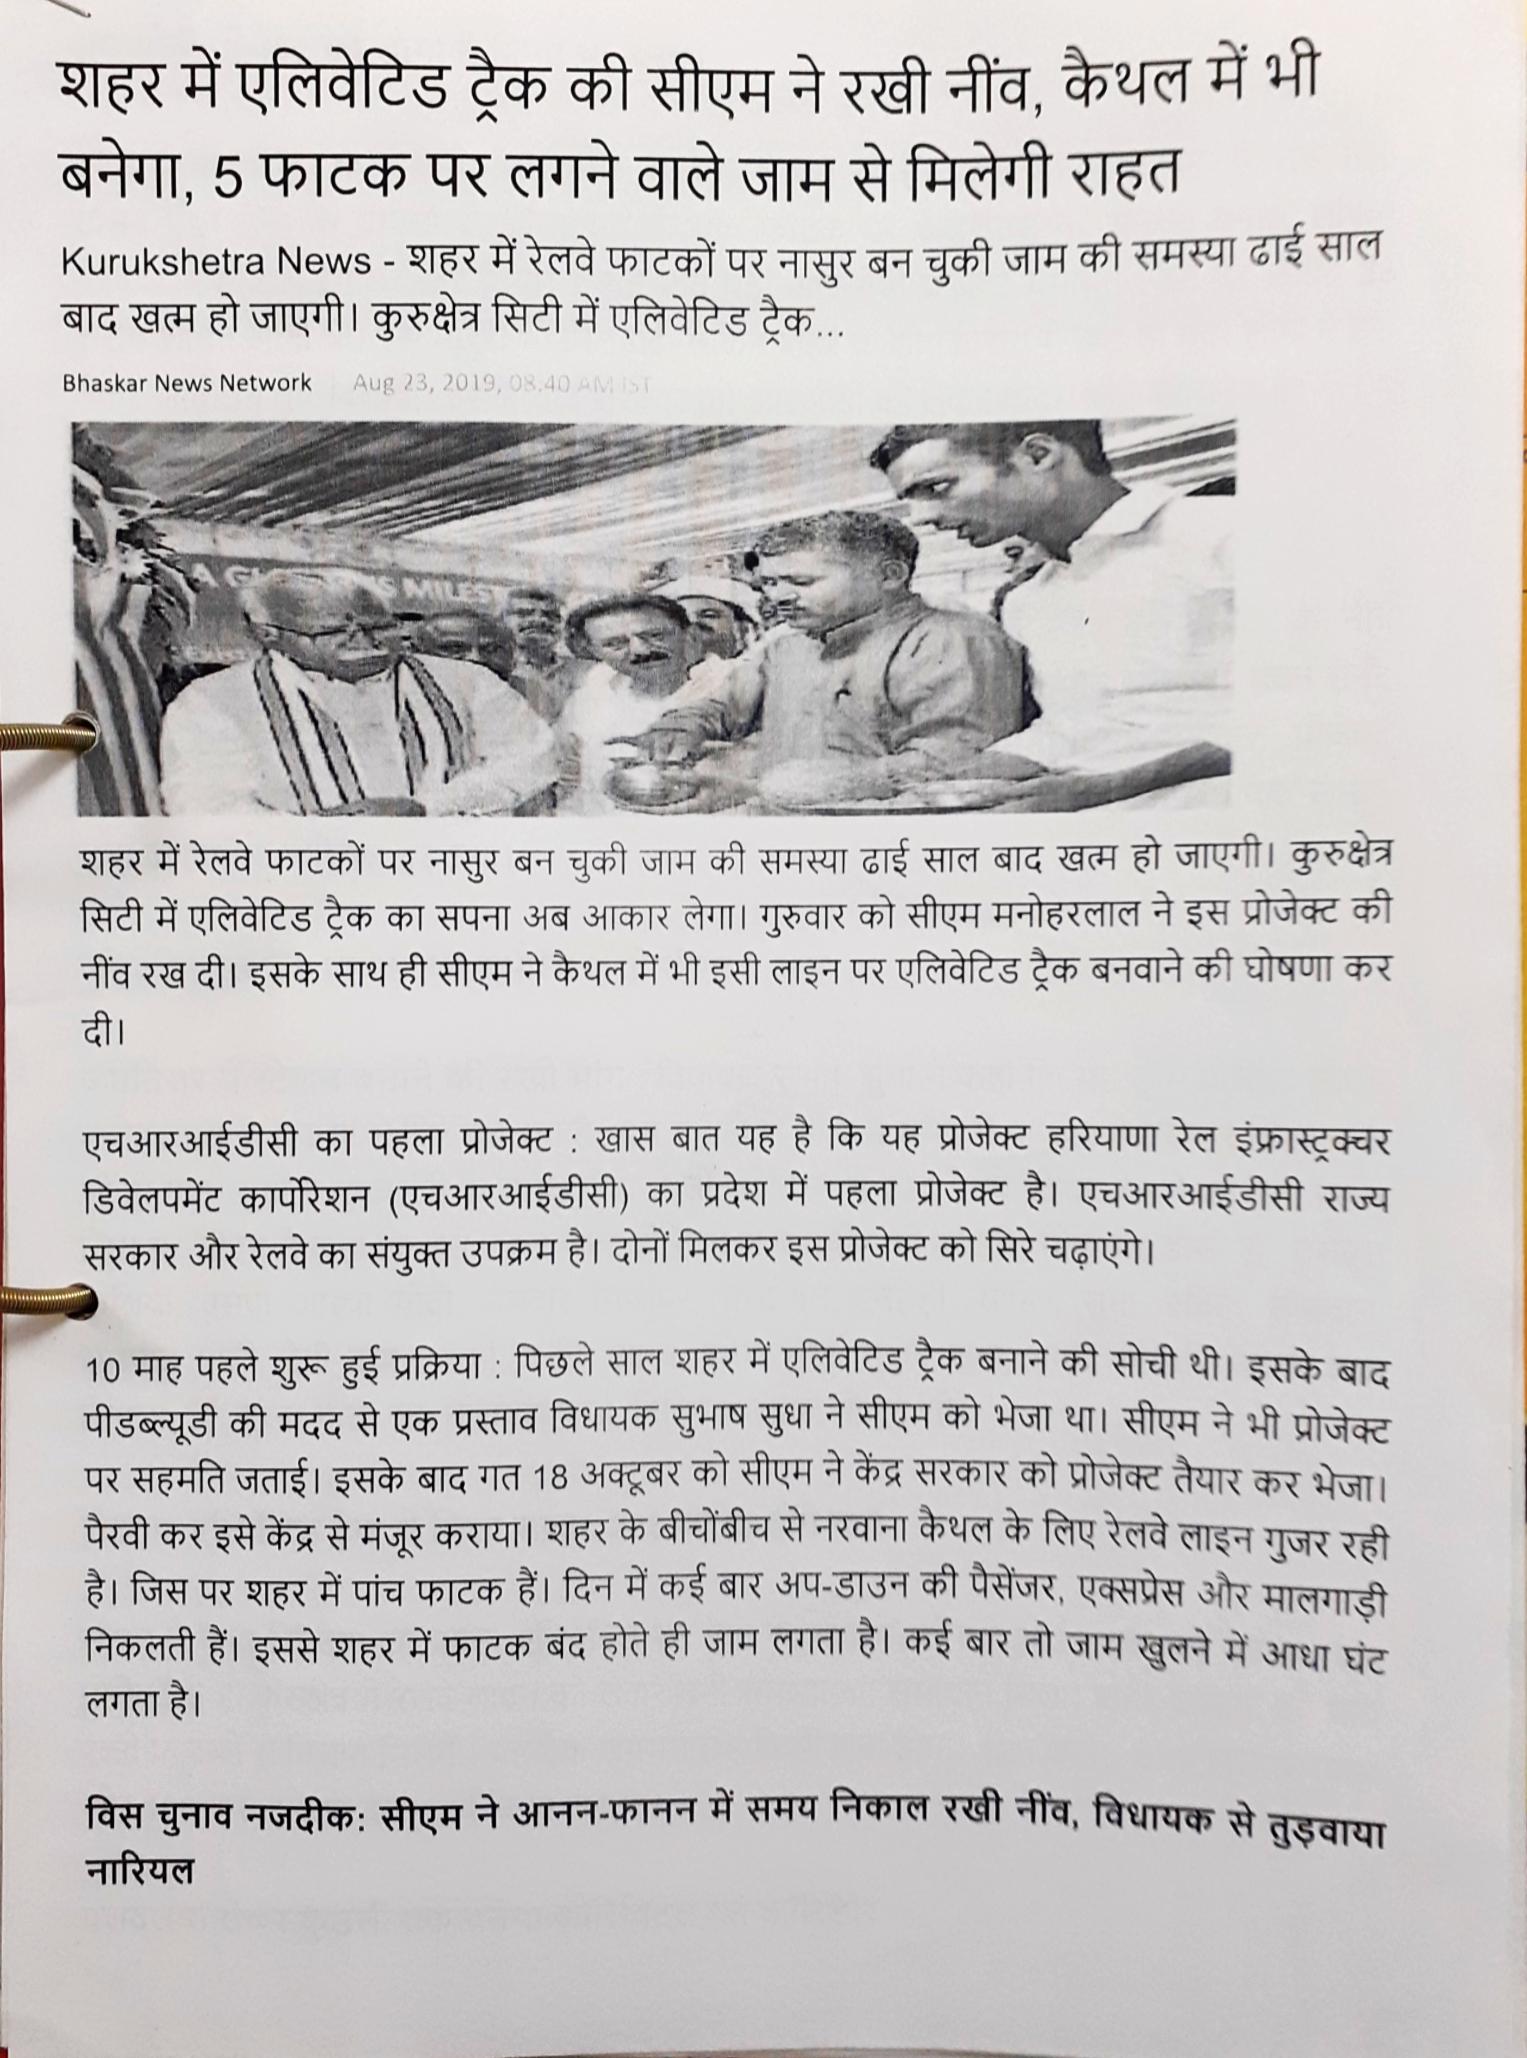 शहर में एलिवेटिड ट्रैक की सीएम ने रखी नींव, कैथल में भी
बनेगा, 5 फाटक पर लगने वाले जाम से मिलेगी राहत
Kurukshetra News - शहर में रेलवे फाटकों पर नासुर बन चुकी जाम की समस्या ढाई साल
बाद खत्म हो जाएगी। कुरुक्षेत्र सिटी में एलिवेटिड ट्रैक...
Bhaskar News Network Aug 23, 2019, 08:40 AM IST
A MILEST
शहर में रेलवे फाटकों पर नासुर बन चुकी जाम की समस्या ढाई साल बाद खत्म हो जाएगी। कुरुक्षेत्र
सिटी में एलिवेटिड ट्रैक का सपना अब आकार लेगा। गुरुवार को सीएम मनोहरलाल ने इस प्रोजेक्ट की
नींव रख दी। इसके साथ ही सीएम ने कैथल में भी इसी लाइन पर एलिवेटिड ट्रैक बनवाने की घोषणा कर
दी।
एचआरआईडीसी का पहला प्रोजेक्ट : खास बात यह है कि यह प्रोजेक्ट हरियाणा रेल इंफ्रास्ट्रक्चर
डिवेलपमेंट कार्पोरेशन (एचआरआईडीसी) का प्रदेश में पहला प्रोजेक्ट है। एचआरआईडीसी राज्य
सरकार और रेलवे का संयुक्त उपक्रम है। दोनों मिलकर इस प्रोजेक्ट को सिरे चढ़ाएंगे।
10 माह पहले शुरू हुई प्रक्रिया : पिछले साल शहर में एलिवेटिड ट्रैक बनाने की सोची थी। इसके बाद
पीडब्ल्यूडी की मदद से एक प्रस्ताव विधायक सुभाष सुधा ने सीएम को भेजा था। सीएम ने भी प्रोजेक्ट
पर सहमति जताई। इसके बाद गत 18 अक्टूबर को सीएम ने केंद्र सरकार को प्रोजेक्ट तैयार कर भेजा।
पैरवी कर इसे केंद्र से मंजूर कराया। शहर के बीचोंबीच से नरवाना कैथल के लिए रेलवे लाइन गुजर रही
है। जिस पर शहर में पांच फाटक हैं। दिन में कई बार अप-डाउन की पैसेंजर, एक्सप्रेस और मालगाड़ी
निकलती हैं। इससे शहर में फाटक बंद होते ही जाम लगता है। कई बार तो जाम खुलने में आधा घंट
लगता है।
विस चुनाव नजदीक: सीएम ने आनन-फानन में समय निकाल रखी नींव, विधायक से तुड़वाया
नारियल